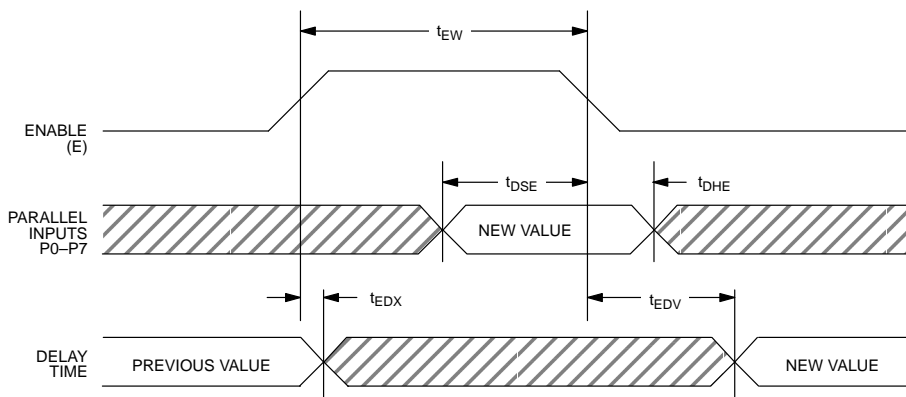 tEW
ENABLE
(E)
tDSE
tDHE
PARALLEL
INPUTS
P0–P7
NEW VALUE
tEDX
tEDV
DELAY
TIME
PREVIOUS VALUE
NEW VALUE